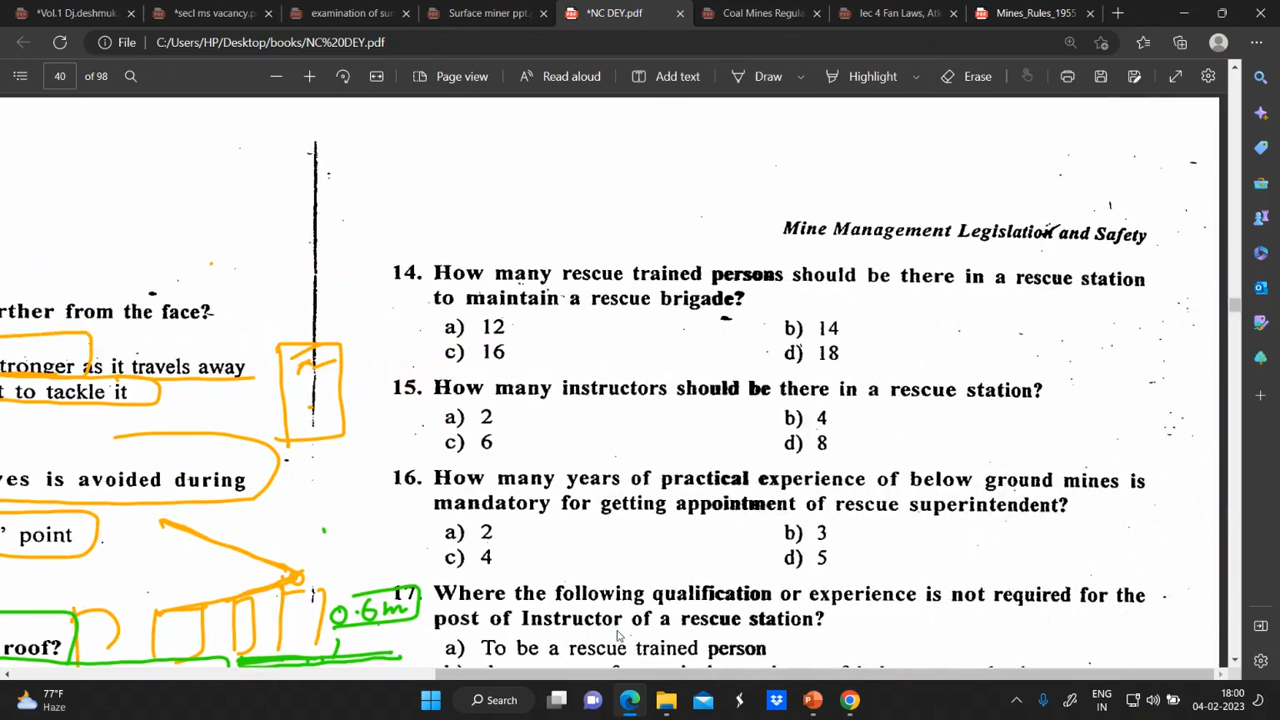 *Vol.1 Dj.deshmuk
*secl ms vacancy.p
examination of sur
Surface miner ppt.p
*NC DEY.pdf
Coal Mines Regula
lec 4 Fan Laws, Atk
Mines_Rules_1955
File
C:/Users/HP/Desktop/books/NC%20DEY.pdf
40 of 98
Page view
Read aloud
Add text
Draw
Highlight
Erase
Mine Management Legislation and Safety
rther from the face?
tronger as it travels away
t to tackle it
ves is avoided during
" point
0.6m
roof?
14. How many rescue trained persons should be there in a rescue station
to maintain a rescue brigade?
a) 12 b) 14
c) 16 d) 18
15. How many instructors should be there in a rescue station?
a) 2 b) 4
c) 6 d) 8
16. How many years of practical experience of below ground mines is
mandatory for getting appointment of rescue superintendent?
a) 2 b) 3
c) 4 d) 5
17. Where the following qualification or experience is not required for the
post of Instructor of a rescue station?
a) To be a rescue trained person
77°F
Haze
Search
ENG
IN
18:00
04-02-2023